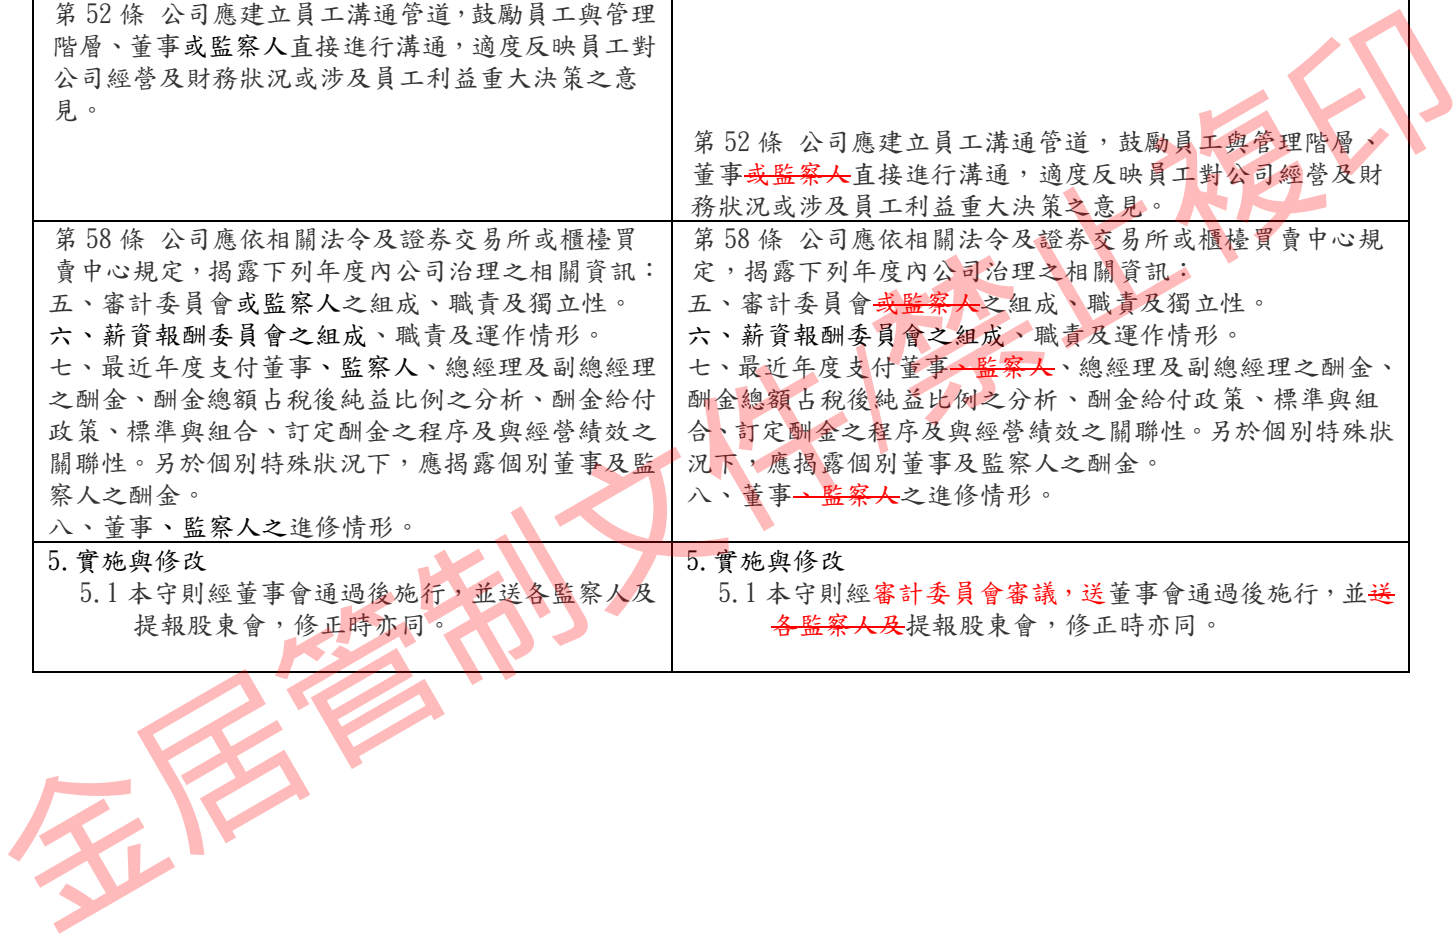 第 52 條 公司應建立員工溝通管道，鼓勵員工與管理
階層、董事或監察人直接進行溝通，適度反映員工對
公司經營及財務狀況或涉及員工利益重大決策之意
見。
第 52 條 公司應建立員工溝通管道，鼓勵員工與管理階層、
董事或監察人直接進行溝通，適度反映員工對公司經營及財
務狀況或涉及員工利益重大決策之意見。
第 58 條 公司應依相關法令及證券交易所或櫃檯買
賣中心規定，揭露下列年度內公司治理之相關資訊：
五、審計委員會或監察人之組成、職責及獨立性。
六、薪資報酬委員會之組成、職責及運作情形。
七、最近年度支付董事、監察人、總經理及副總經理
之酬金、酬金總額占稅後純益比例之分析、酬金給付
政策、標準與組合、訂定酬金之程序及與經營績效之
關聯性。另於個別特殊狀況下，應揭露個別董事及監
察人之酬金。
八、董事、監察人之進修情形。
第 58 條 公司應依相關法令及證券交易所或櫃檯買賣中心規
定，揭露下列年度內公司治理之相關資訊：
五、審計委員會或監察人之組成、職責及獨立性。
六、薪資報酬委員會之組成、職責及運作情形。
七、最近年度支付董事、監察人、總經理及副總經理之酬金、
酬金總額占稅後純益比例之分析、酬金給付政策、標準與組
合、訂定酬金之程序及與經營績效之關聯性。另於個別特殊狀
況下，應揭露個別董事及監察人之酬金。
八、董事、監察人之進修情形。
5.實施與修改
5.1 本守則經董事會通過後施行，並送各監察人及
提報股東會，修正時亦同。
5.實施與修改
5.1 本守則經審計委員會審議，送董事會通過後施行，並送
各監察人及提報股東會，修正時亦同。
金居管制文件/禁止複印